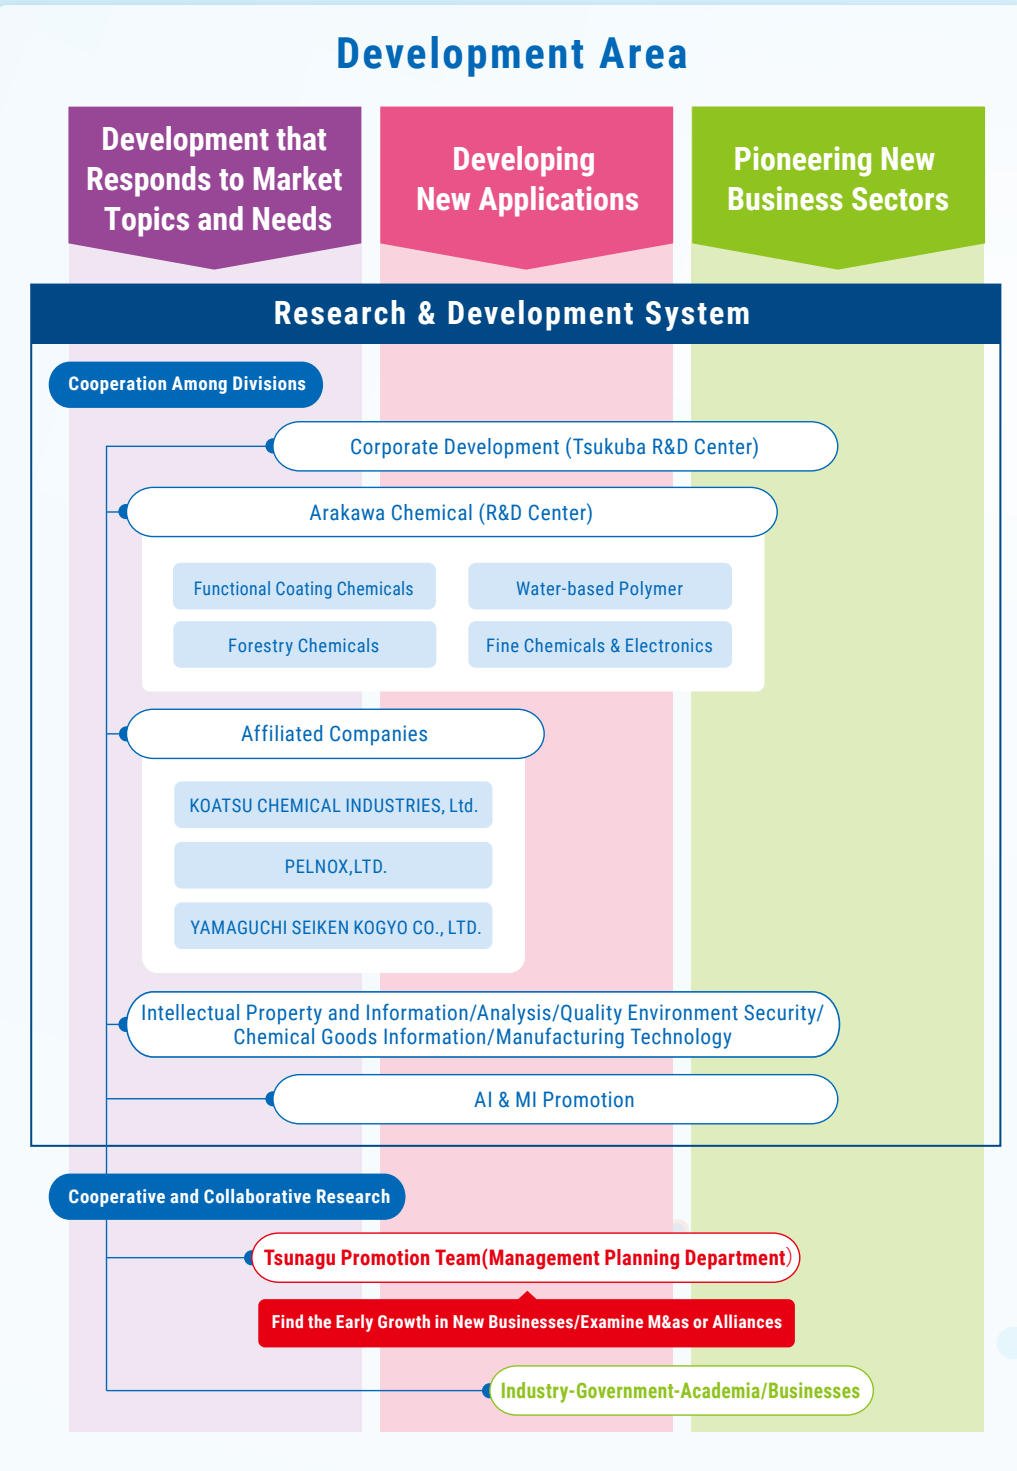 Development Area
Development that
Responds to Market
Topics and Needs
Developing
New Applications
Pioneering New
Business Sectors
Research & Development System
Cooperation Among Divisions
Corporate Development (Tsukuba R&D Center)
Arakawa Chemical (R&D Center)
Functional Coating Chemicals
Water-based Polymer
Forestry Chemicals
Fine Chemicals & Electronics
Affiliated Companies
KOATSU CHEMICAL INDUSTRIES, Ltd.
PELNOX,LTD.
YAMAGUCHI SEIKEN KOGYO CO., LTD.
Intellectual Property and Information/Analysis/Quality Environment Security/
Chemical Goods Information/Manufacturing Technology
AI & MI Promotion
Cooperative and Collaborative Research
Tsunagu Promotion Team(Management Planning Department）
Find the Early Growth in New Businesses/Examine M&as or Alliances
Industry-Government-Academia/Businesses